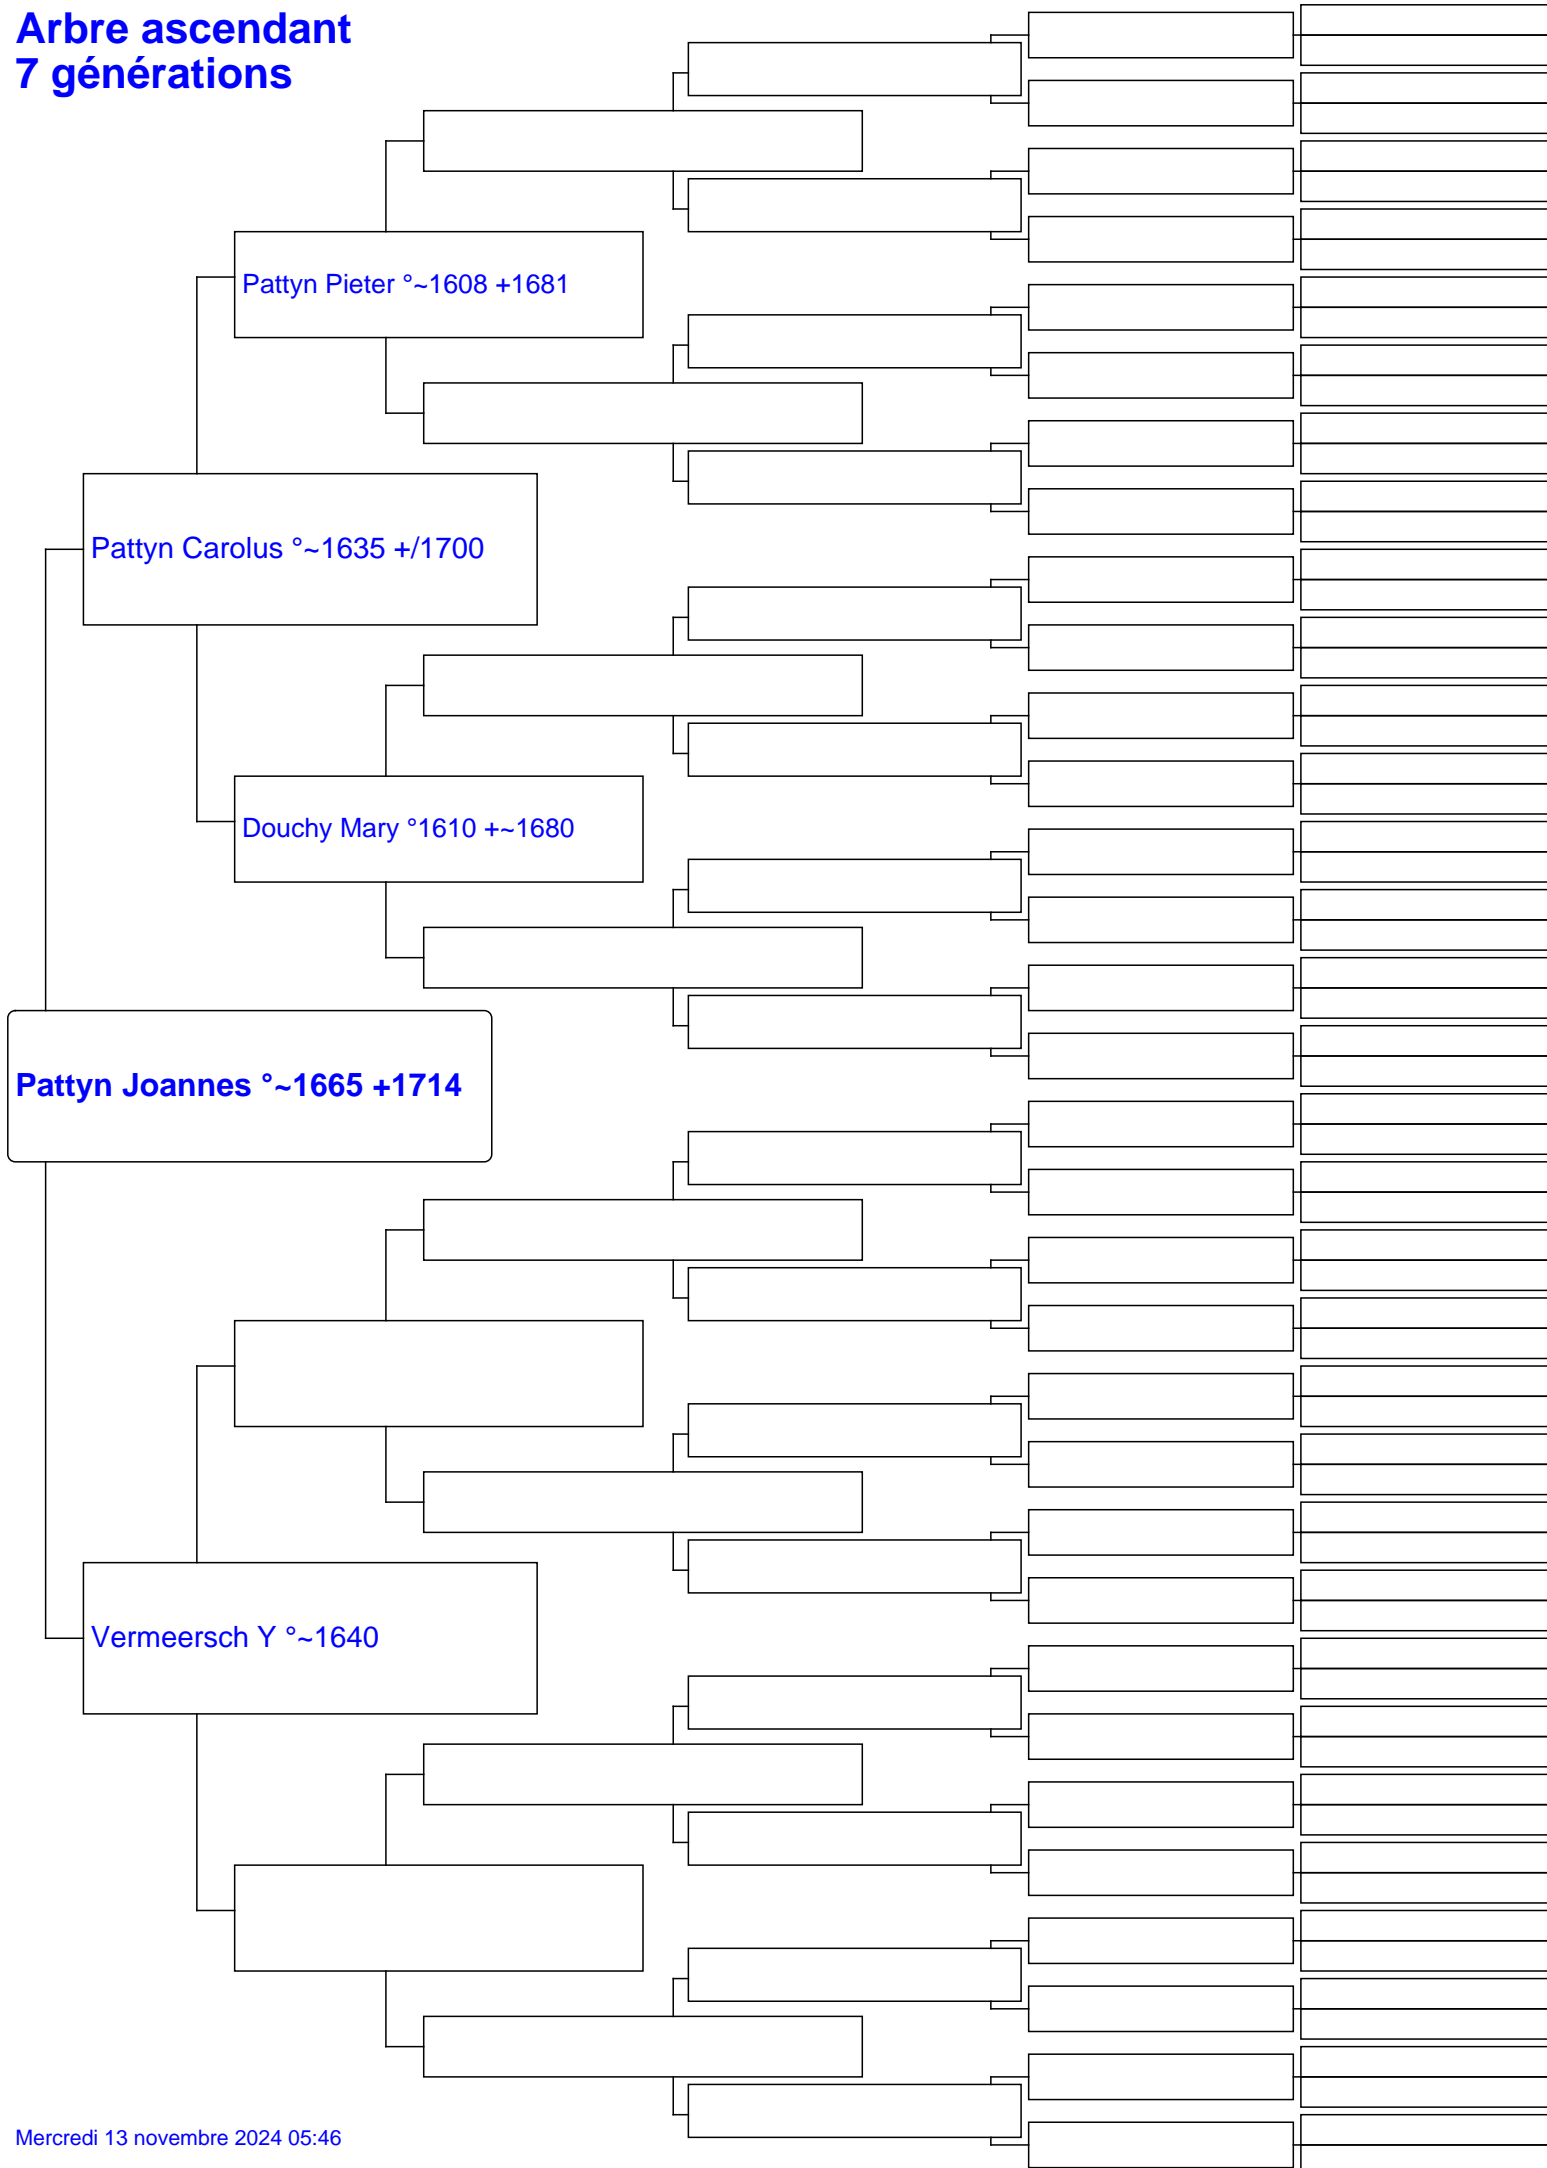 Arbre ascendant
7 générations
Pattyn Pieter °~1608 +1681
Pattyn Carolus °~1635 +/1700
Douchy Mary °1610 +~1680
Pattyn Joannes °~1665 +1714
Vermeersch Y °~1640
Mercredi 13 novembre 2024 05:46